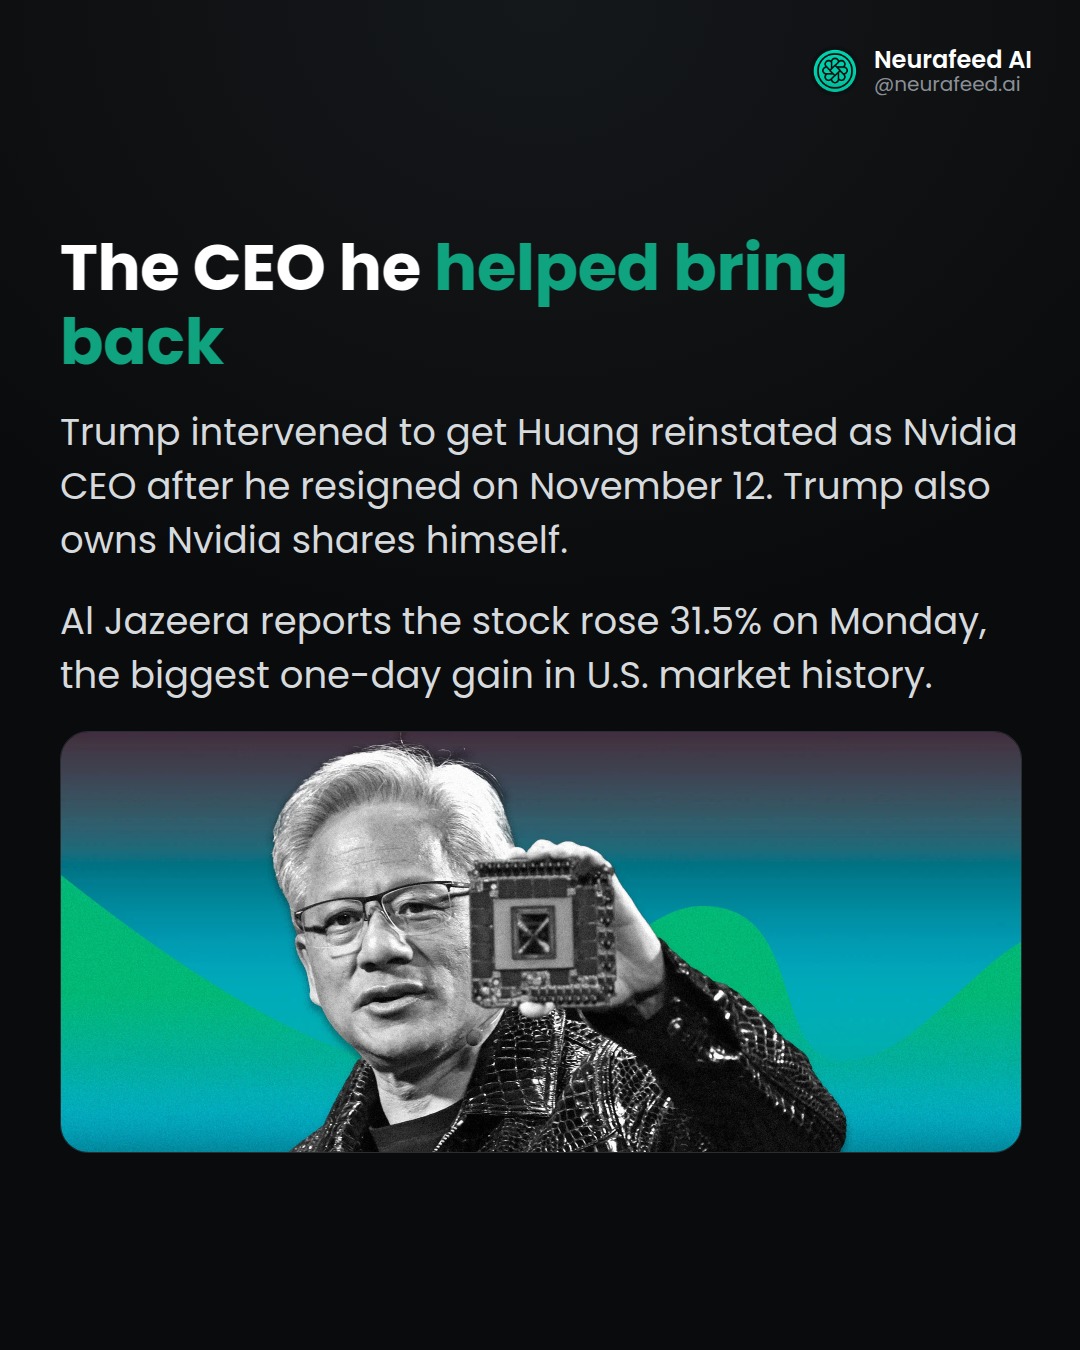 Neurafeed AI
@neurafeed.ai
The CEO he helped bring
back
Trump intervened to get Huang reinstated as Nvidia
CEO after he resigned on November 12. Trump also
owns Nvidia shares himself.
Al Jazeera reports the stock rose 31.5% on Monday,
the biggest one-day gain in U.S. market history.